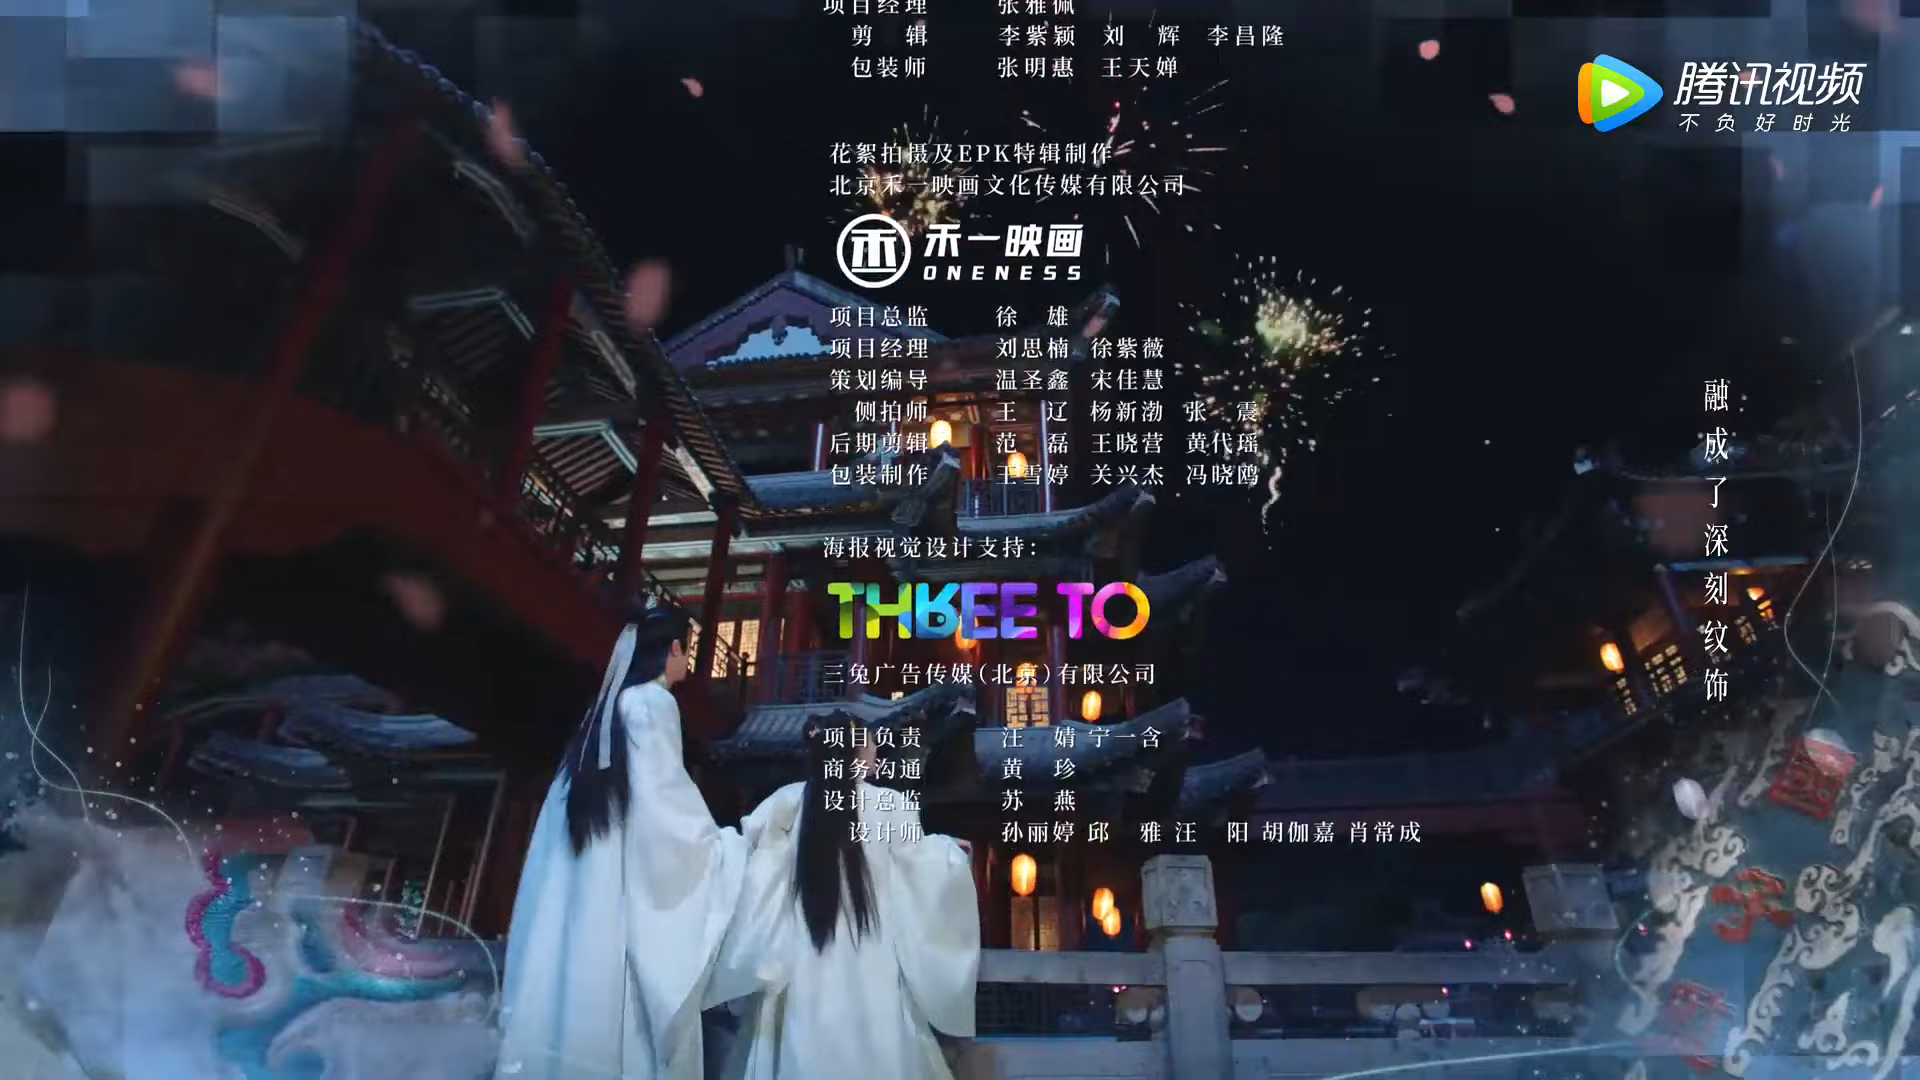 项目经理 张雅佩
剪 辑 李紫颖 刘 辉 李昌隆
包装师 张明惠 王天婵
腾讯视频
不负好时光
花絮拍摄及EPK特辑制作
北京禾一映画文化传媒有限公司
禾一映画
ONENESS
项目总监 徐 雄
项目经理 刘思楠 徐紫薇
策划编导 温圣鑫 宋佳慧
侧拍师 王 辽 杨新渤 张 震
后期剪辑 范 磊 王晓营 黄代瑶
包装制作 王雪婷 关兴杰 冯晓鸥
海报视觉设计支持:
THREE TO
三兔广告传媒(北京)有限公司
项目负责 汪 婧 宁一含
商务沟通 黄 珍
设计总监 苏 燕
设计师 孙丽婷 邱 雅 汪 阳 胡伽嘉 肖常成
融成了深刻纹饰